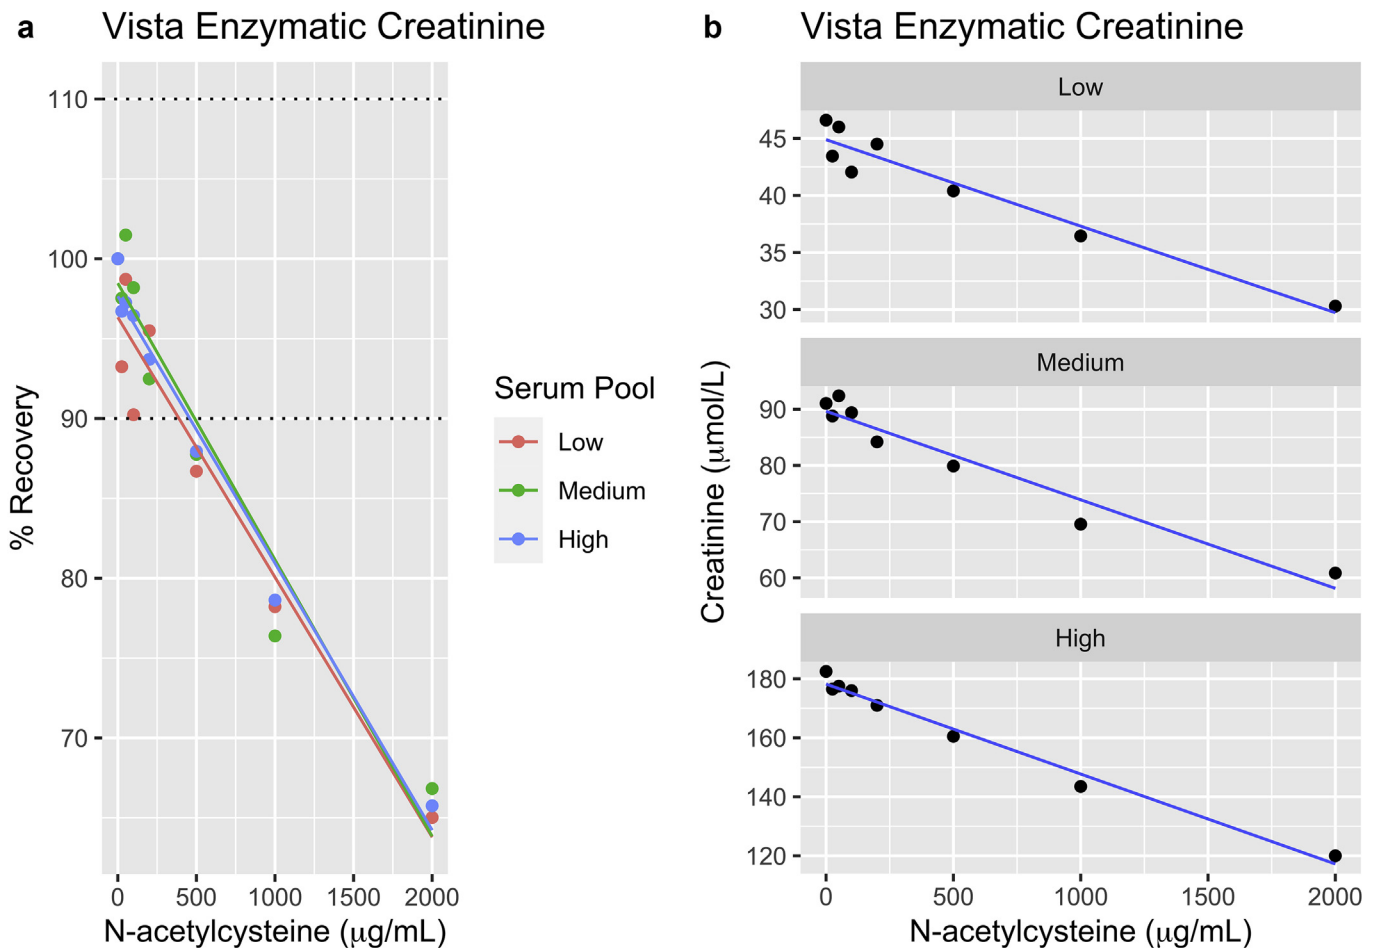 a
Vista Enzymatic Creatinine
110
100
90
80
70
% Recovery
0 500 1000 1500 2000
N-acetylcysteine (μg/mL)
Serum Pool
Low
Medium
High
b
Vista Enzymatic Creatinine
Low
45
40
35
30
Medium
90
80
70
60
High
180
160
140
120
Creatinine (μmol/L)
0 500 1000 1500 2000
N-acetylcysteine (μg/mL)